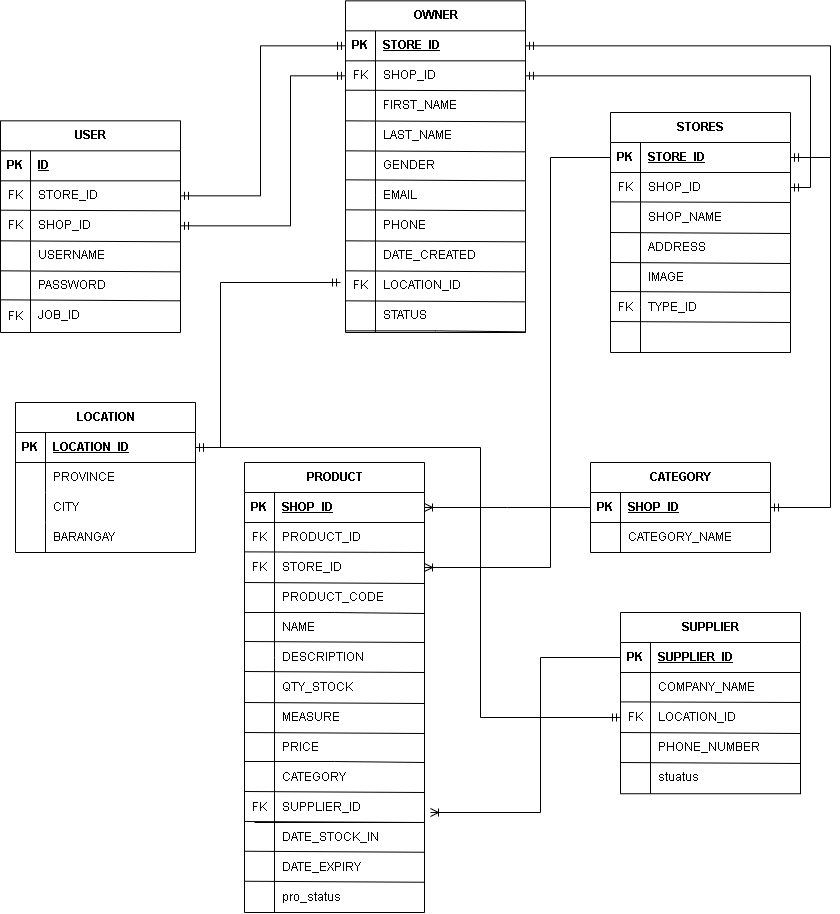 OWNER
PK STORE_ID
FK SHOP_ID
FIRST_NAME
LAST_NAME
GENDER
EMAIL
PHONE
DATE_CREATED
FK LOCATION_ID
STATUS
USER
PK ID
FK STORE_ID
FK SHOP_ID
USERNAME
PASSWORD
FK JOB_ID
STORES
PK STORE_ID
FK SHOP_ID
SHOP_NAME
ADDRESS
IMAGE
FK TYPE_ID
LOCATION
PK LOCATION_ID
PROVINCE
CITY
BARANGAY
PRODUCT
PK SHOP_ID
FK PRODUCT_ID
FK STORE_ID
PRODUCT_CODE
NAME
DESCRIPTION
QTY_STOCK
MEASURE
PRICE
CATEGORY
FK SUPPLIER_ID
DATE_STOCK_IN
DATE_EXPIRY
pro_status
CATEGORY
PK SHOP_ID
CATEGORY_NAME
SUPPLIER
PK SUPPLIER_ID
COMPANY_NAME
FK LOCATION_ID
PHONE_NUMBER
stuatus